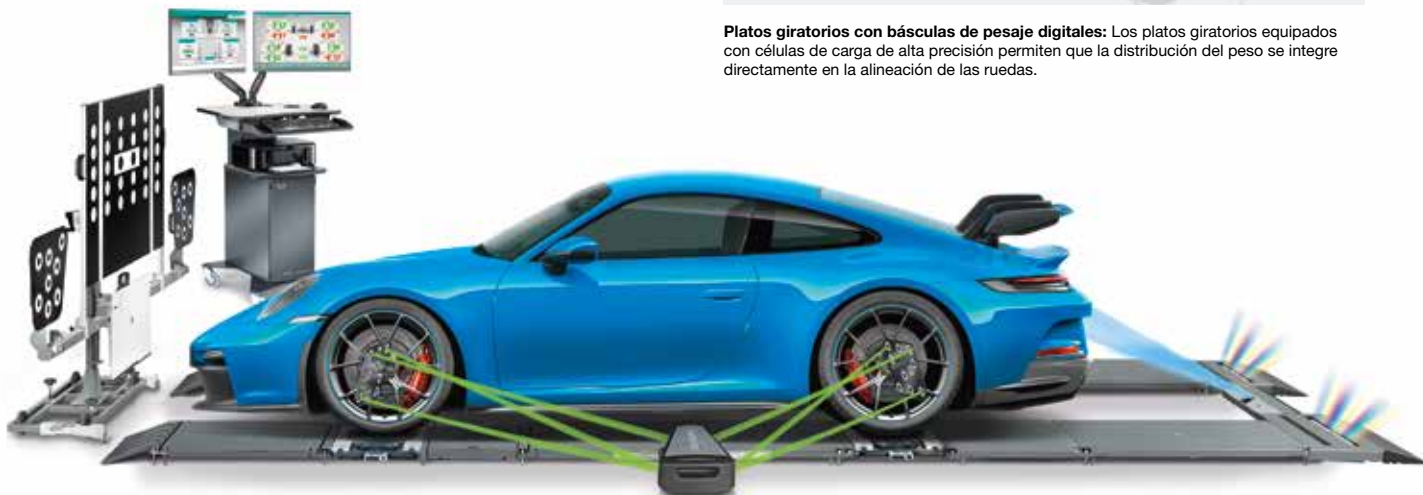 Platos giratorios con básculas de pesaje digitales: Los platos giratorios equipados
con células de carga de alta precisión permiten que la distribución del peso se integre
directamente en la alineación de las ruedas.